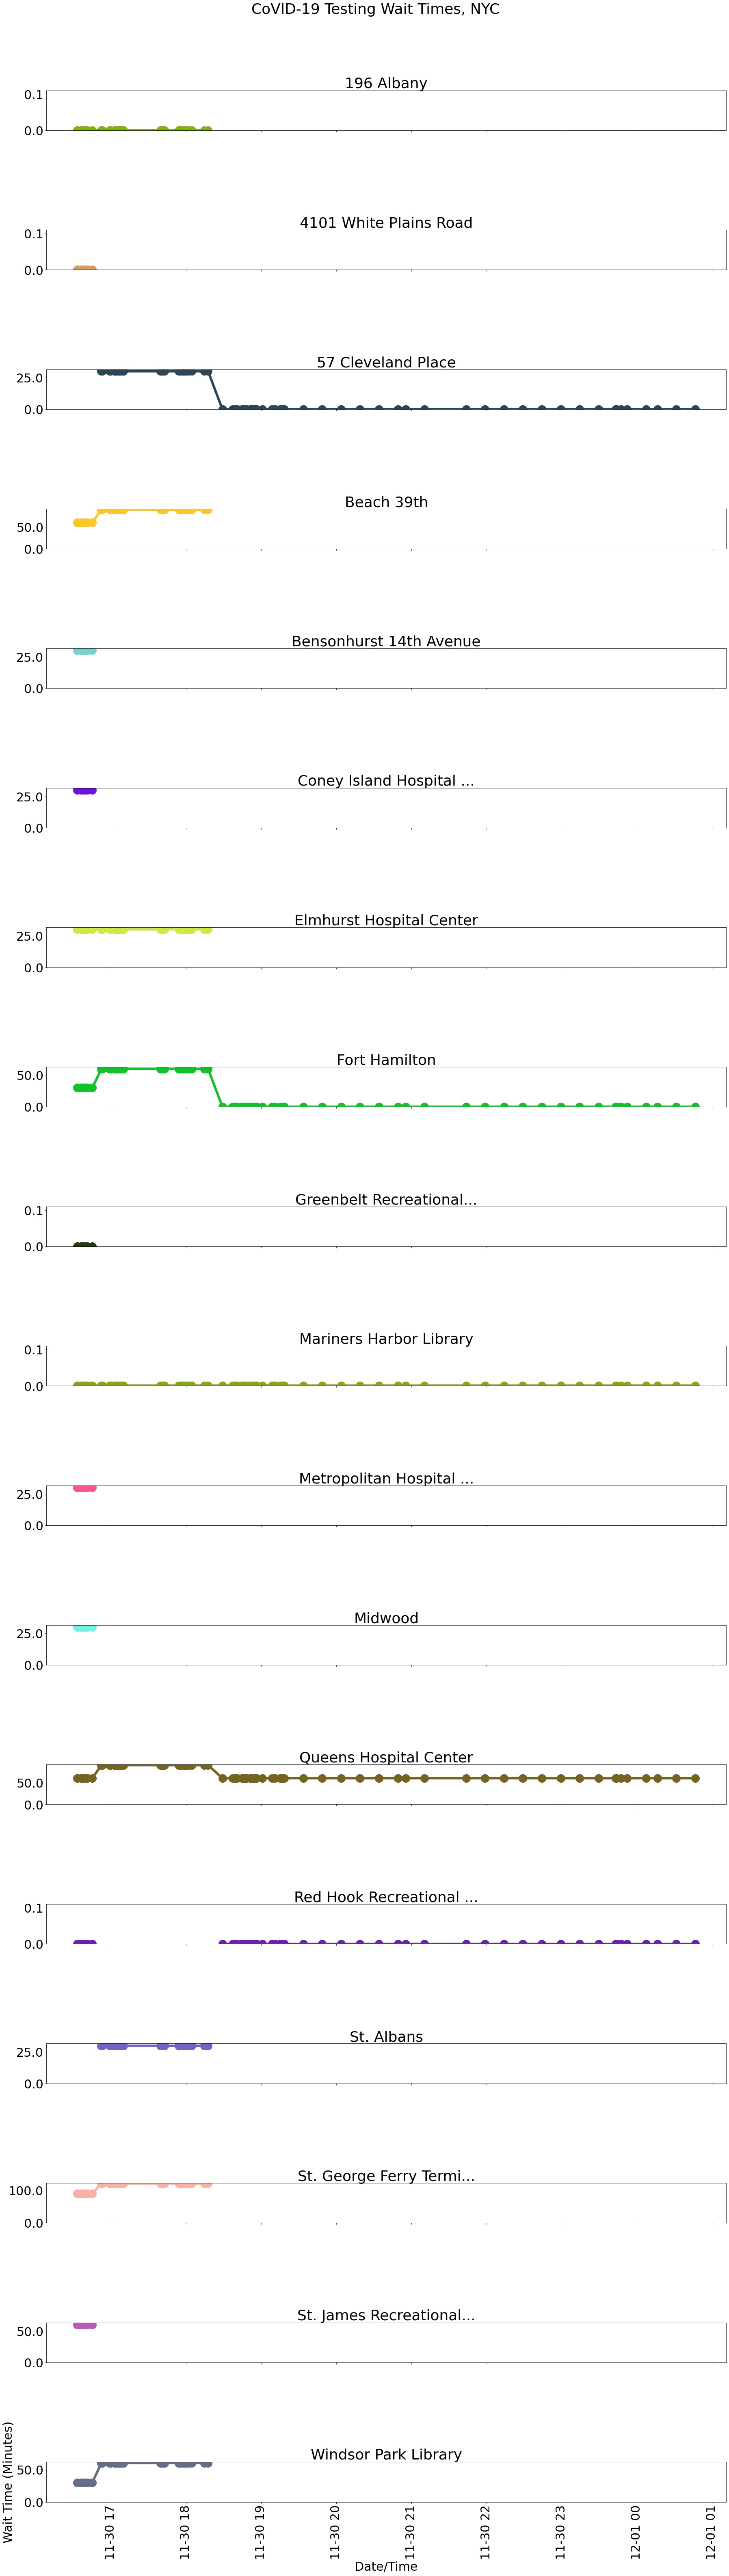 CoVID-19 Testing Wait Times, NYC
196 Albany
0.1
0.0
4101 White Plains Road
0.1
0.0
57 Cleveland Place
25.0
0.0
Beach 39th
50.0
0.0
Bensonhurst 14th Avenue
25.0
0.0
Coney Island Hospital ...
25.0
0.0
Elmhurst Hospital Center
25.0
0.0
Fort Hamilton
50.0
0.0
Greenbelt Recreational...
0.1
0.0
Mariners Harbor Library
0.1
0.0
Metropolitan Hospital ...
25.0
0.0
Midwood
25.0
0.0
Queens Hospital Center
50.0
0.0
Red Hook Recreational ...
0.1
0.0
St. Albans
25.0
0.0
St. George Ferry Termi...
100.0
0.0
St. James Recreational...
50.0
0.0
Windsor Park Library
50.0
0.0
Wait Time (Minutes)
11-30 17
11-30 18
11-30 19
11-30 20
11-30 21
11-30 22
11-30 23
12-01 00
12-01 01
Date/Time